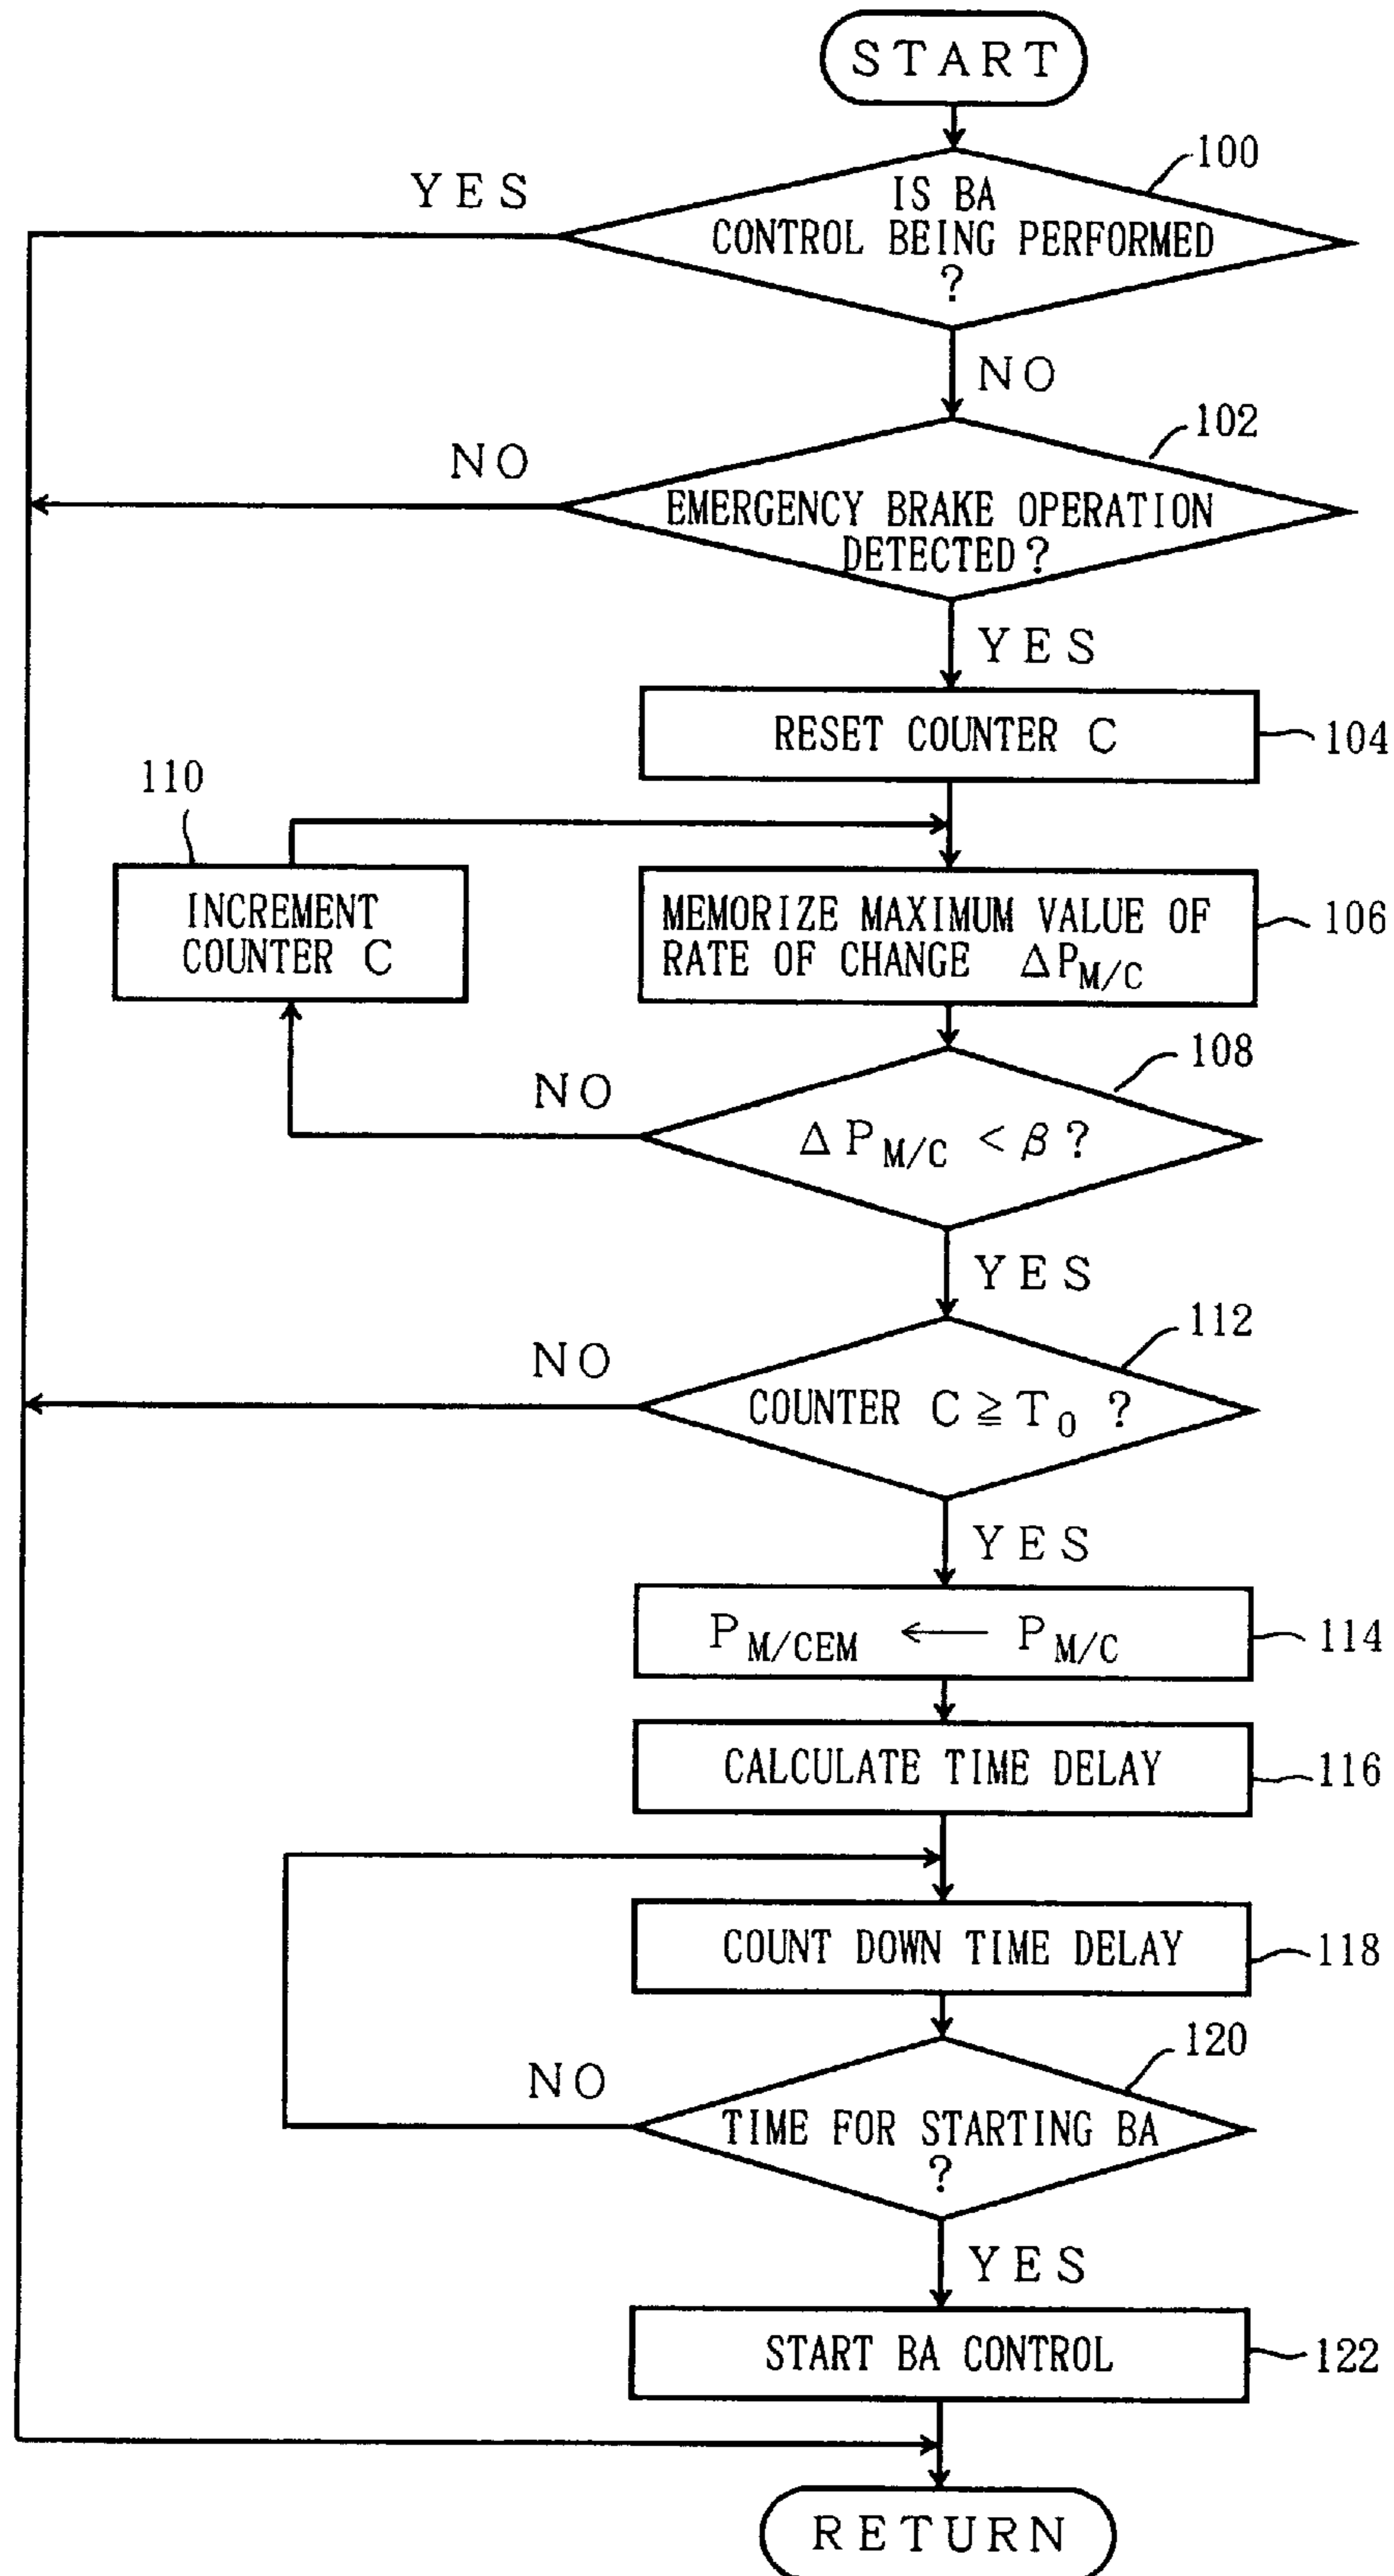 START
100
YES
IS BA
CONTROL BEING PERFORMED
?
NO
102
NO
EMERGENCY BRAKE OPERATION
DETECTED?
YES
RESET COUNTER C
104
110
INCREMENT
COUNTER C
MEMORIZE MAXIMUM VALUE OF
RATE OF CHANGE ΔP_M/C
106
108
NO
ΔP_M/C < β ?
YES
112
NO
COUNTER C ≧ T_0 ?
YES
P_M/CEM ← P_M/C
114
CALCULATE TIME DELAY
116
COUNT DOWN TIME DELAY
118
120
NO
TIME FOR STARTING BA
?
YES
START BA CONTROL
122
RETURN